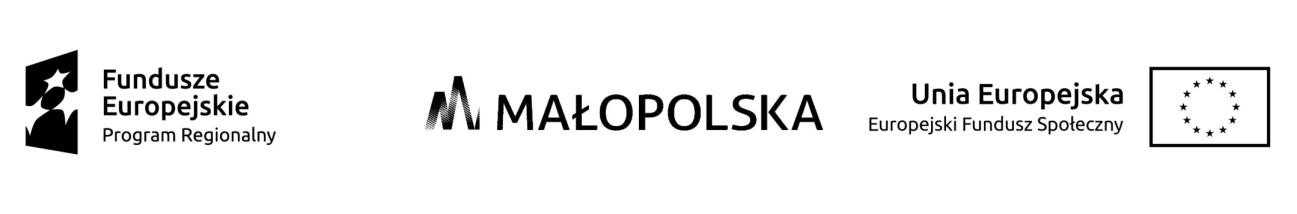 Fundusze
Europejskie
Program Regionalny
MAŁOPOLSKA
Unia Europejska
Europejski Fundusz Społeczny